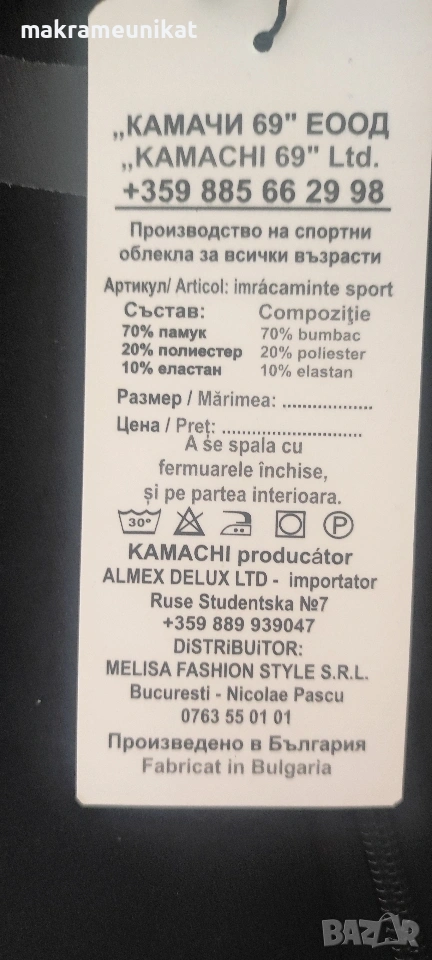 makrameunikat
„КАМАЧИ 69" ЕООД
„KAMACHI 69" Ltd.
+359 885 66 29 98
Производство на спортни
облекла за всички възрасти
Артикул/ Articol: imrácaminte sport
Състав: Compoziţie
70% памук 70% bumbac
20% полиестер 20% poliester
10% еластан 10% elastan
Размер / Mărimea: ..................
Цена / Preţ: .............................
A se spala cu
fermuarele închise,
și pe partea interioara.
30° P
KAMACHI producátor
ALMEX DELUX LTD - importator
Ruse Studentska №7
+359 889 939047
DiSTRiBUiTOR:
MELISA FASHION STYLE S.R.L.
Bucuresti - Nicolae Pascu
0763 55 01 01
Произведено в България
Fabricat in Bulgaria
BAZAR